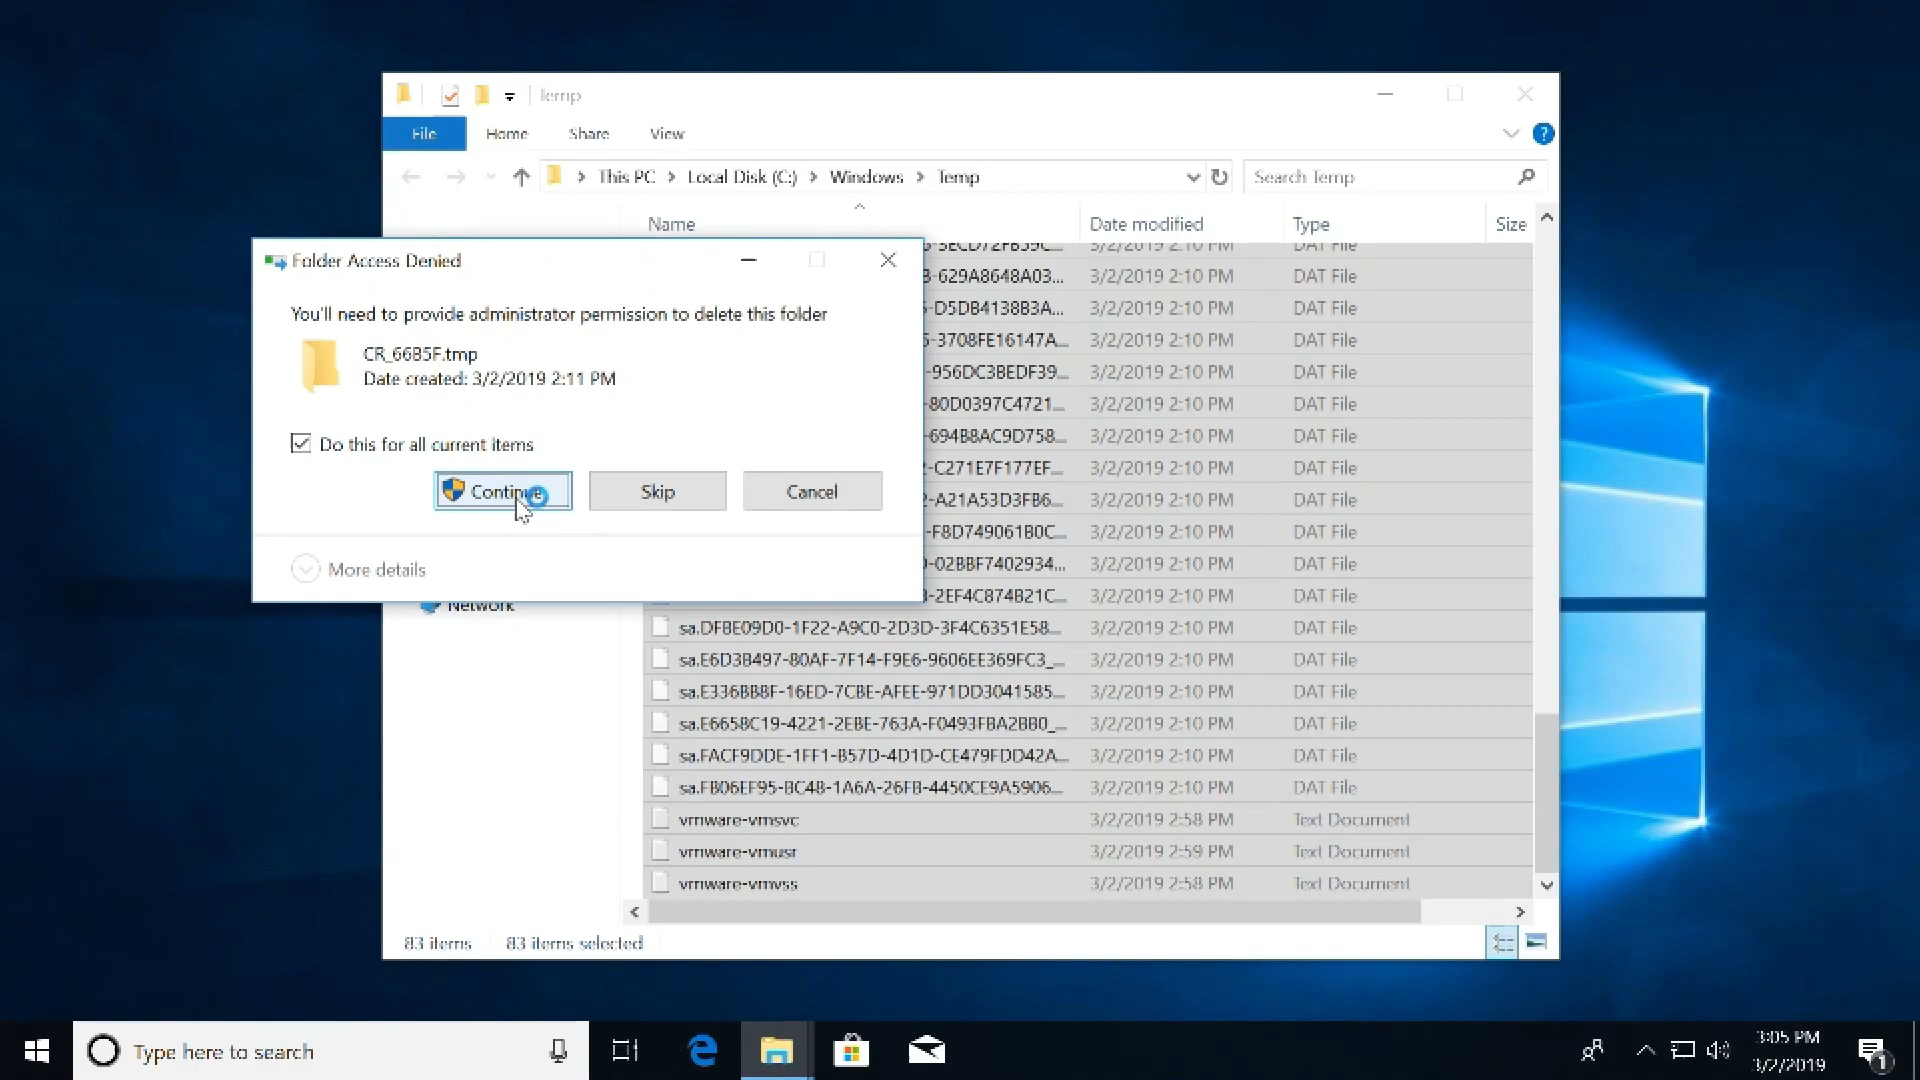 Temp
File Home Share View
This PC > Local Disk (C:) > Windows > Temp
Search Temp
Name Date modified Type Size
3/2/2019 2:10 PM DAT File
-629A8648A03... 3/2/2019 2:10 PM DAT File
-D5DB4138B3A... 3/2/2019 2:10 PM DAT File
-3708FE16147A... 3/2/2019 2:10 PM DAT File
-956DC3BEDF39... 3/2/2019 2:10 PM DAT File
-80D0397C4721... 3/2/2019 2:10 PM DAT File
-694B8AC9D758... 3/2/2019 2:10 PM DAT File
-C271E7F177EF... 3/2/2019 2:10 PM DAT File
-A21A53D3FB6... 3/2/2019 2:10 PM DAT File
-F8D749061B0C... 3/2/2019 2:10 PM DAT File
-02BBF7402934... 3/2/2019 2:10 PM DAT File
-2EF4C874B21C... 3/2/2019 2:10 PM DAT File
sa.DFBE09D0-1F22-A9C0-2D3D-3F4C6351E58... 3/2/2019 2:10 PM DAT File
sa.E6D3B497-80AF-7F14-F9E6-9606EE369FC3_... 3/2/2019 2:10 PM DAT File
sa.E336BB8F-16ED-7CBE-AFEE-971DD3041585... 3/2/2019 2:10 PM DAT File
sa.E6658C19-4221-2EBE-763A-F0493FBA2BB0_... 3/2/2019 2:10 PM DAT File
sa.FACF9DDE-1FF1-B57D-4D1D-CE479FDD42A... 3/2/2019 2:10 PM DAT File
sa.FB06EF95-BC48-1A6A-26FB-4450CE9A5906... 3/2/2019 2:10 PM DAT File
vmware-vmsvc 3/2/2019 2:58 PM Text Document
vmware-vmusr 3/2/2019 2:59 PM Text Document
vmware-vmvss 3/2/2019 2:58 PM Text Document
Network
83 items 83 items selected
Folder Access Denied
You'll need to provide administrator permission to delete this folder
CR_66B5F.tmp
Date created: 3/2/2019 2:11 PM
Do this for all current items
Continue Skip Cancel
More details
Type here to search
3:05 PM
3/2/2019
1